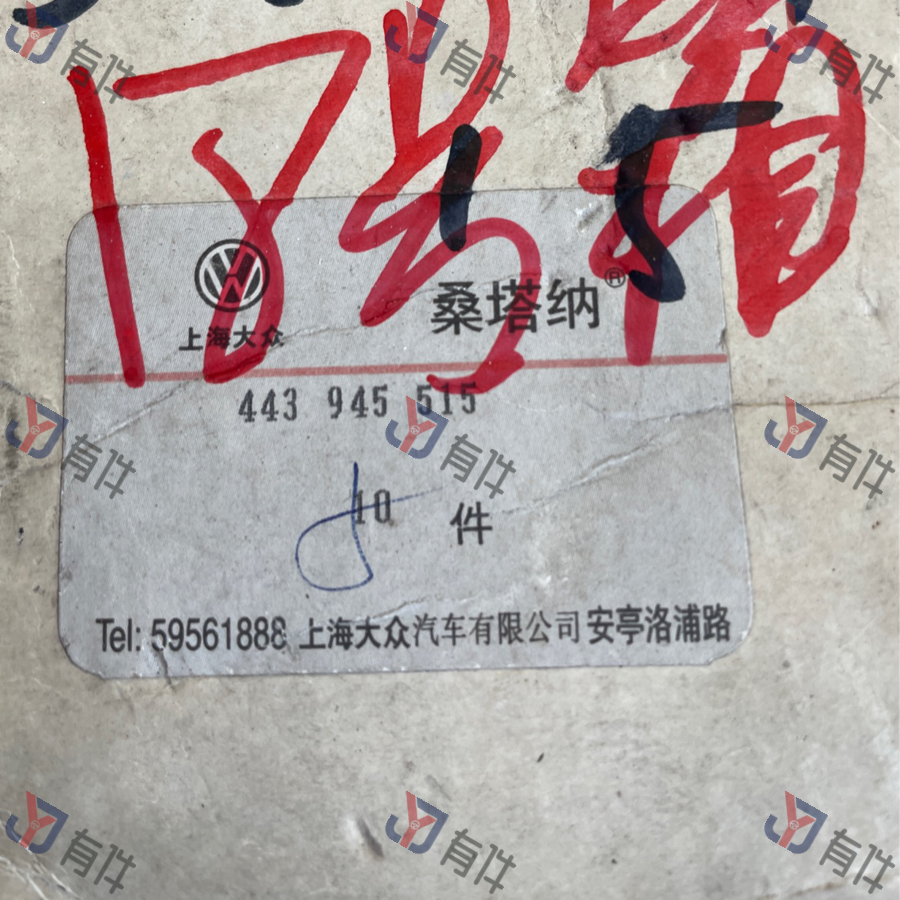 上海大众
桑塔纳®
443 945 515
10 件
Tel: 59561888 上海大众汽车有限公司 安亭洛浦路
有件